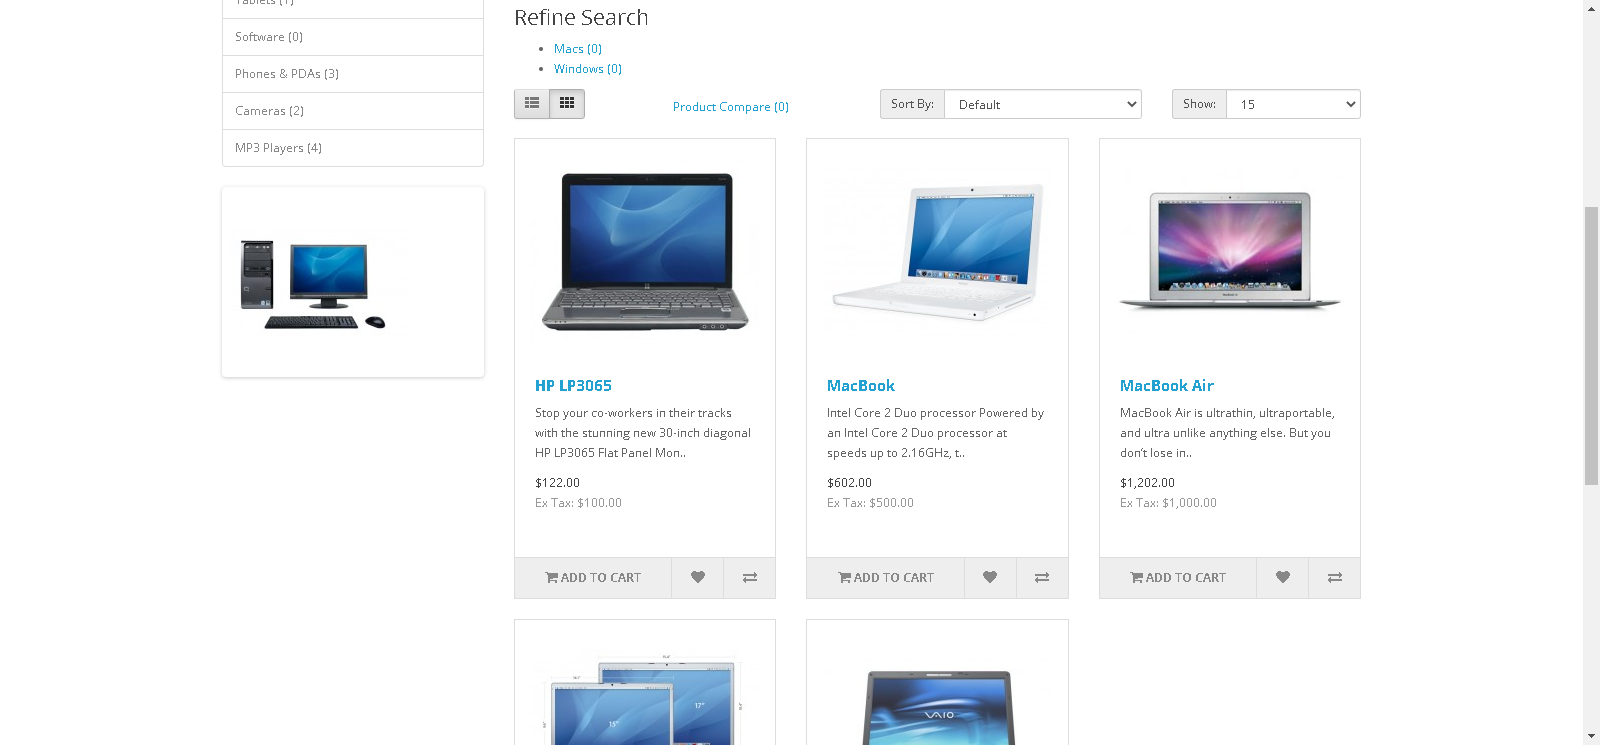 Tablets (1)
Software (0)
Phones & PDAs (3)
Cameras (2)
MP3 Players (4)
Refine Search
Macs (0)
Windows (0)
Product Compare (0)
Sort By:
Default
Show:
15
HP LP3065
Stop your co-workers in their tracks
with the stunning new 30-inch diagonal
HP LP3065 Flat Panel Mon..
$122.00
Ex Tax: $100.00
ADD TO CART
MacBook
Intel Core 2 Duo processor Powered by
an Intel Core 2 Duo processor at
speeds up to 2.16GHz, t..
$602.00
Ex Tax: $500.00
ADD TO CART
MacBook Air
MacBook Air is ultrathin, ultraportable,
and ultra unlike anything else. But you
don’t lose in..
$1,202.00
Ex Tax: $1,000.00
ADD TO CART
15"
17"
VAIO